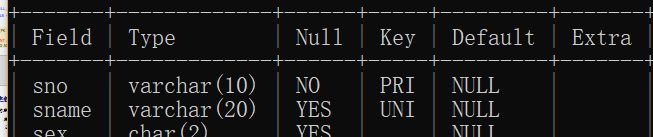 Field Type Null Key Default Extra
sno varchar(10) NO PRI NULL
sname varchar(20) YES UNI NULL
sex char(2) YES NULL